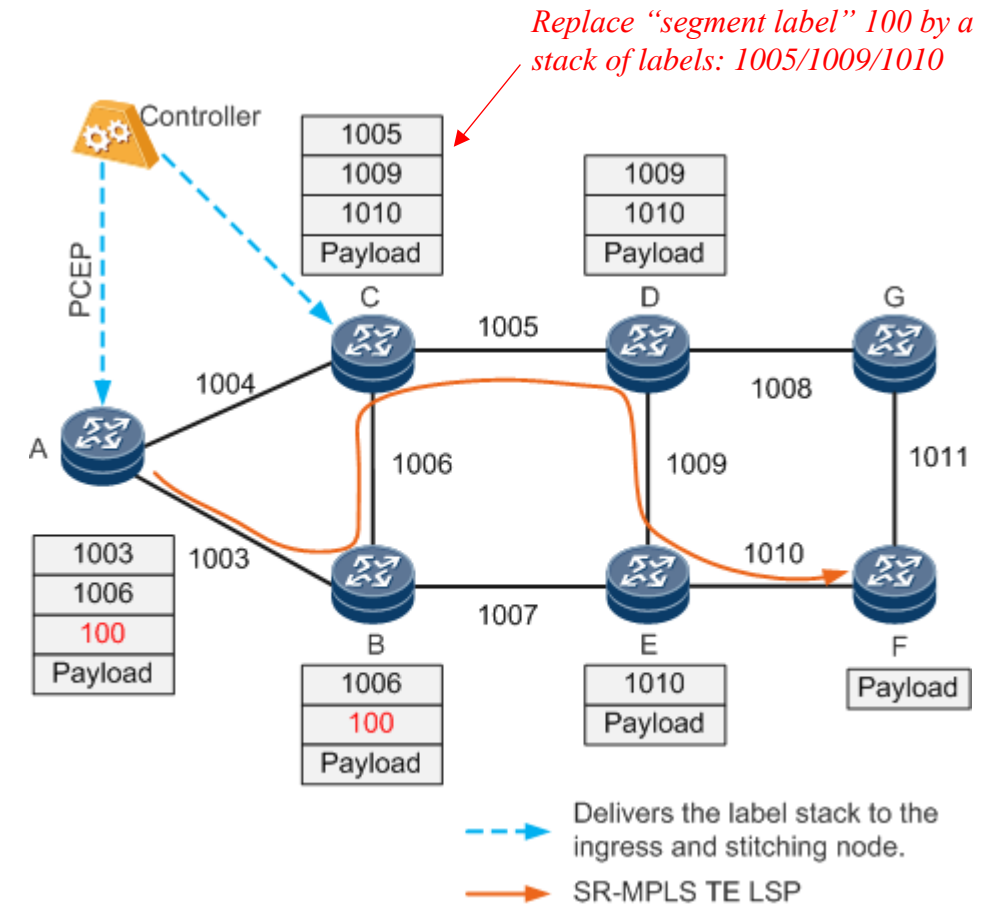 Replace “segment label” 100 by a
stack of labels: 1005/1009/1010
Controller
PCEP
1005
1009
1010
Payload
1009
1010
Payload
C
D
G
1005
1004
1008
A
1006
1009
1011
1003
1010
1003
1006
100
Payload
1007
B
E
F
1006
100
Payload
1010
Payload
Payload
Delivers the label stack to the
ingress and stitching node.
SR-MPLS TE LSP